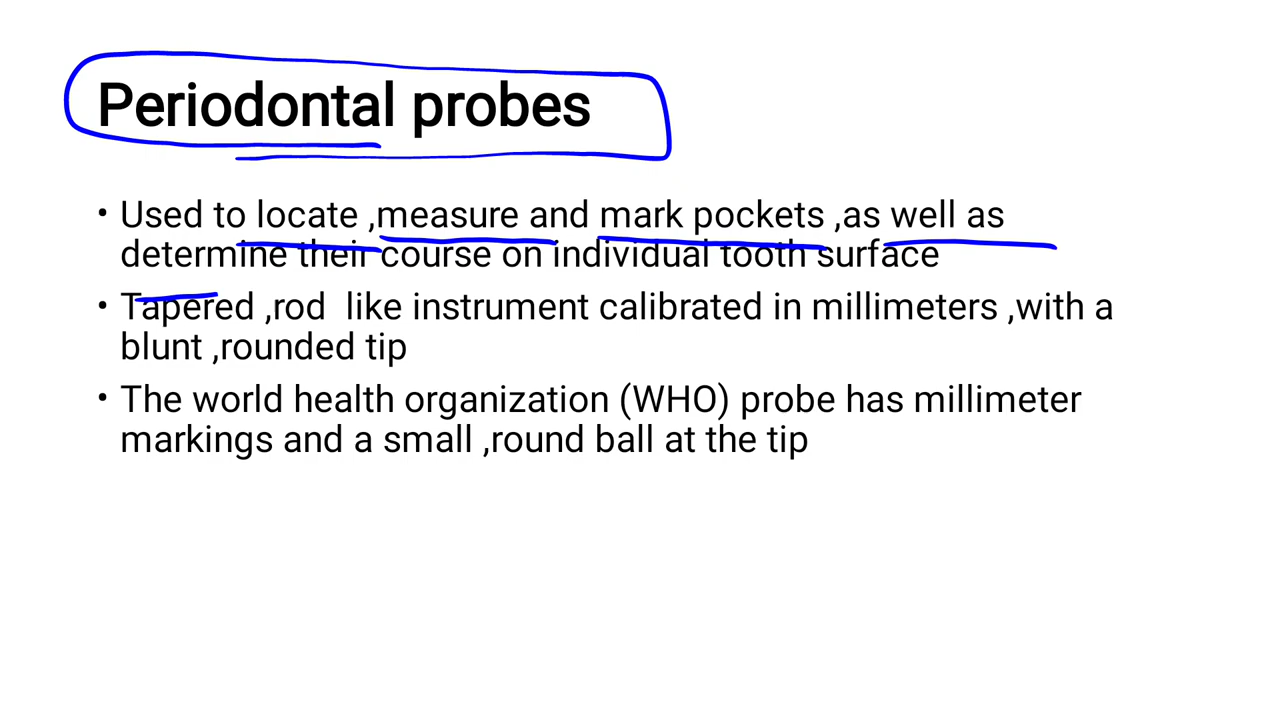 Periodontal probes
• Used to locate ,measure and mark pockets ,as well as
determine their course on individual tooth surface
• Tapered ,rod  like instrument calibrated in millimeters ,with a
blunt ,rounded tip
• The world health organization (WHO) probe has millimeter
markings and a small ,round ball at the tip